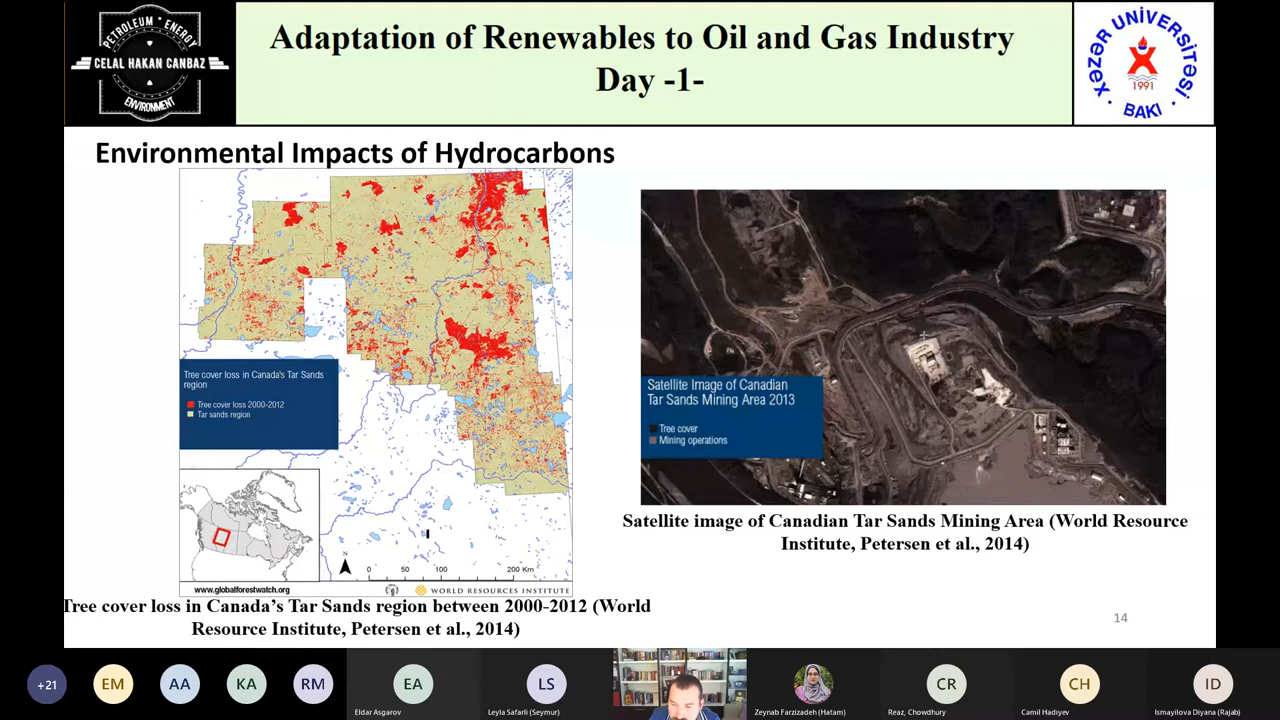 PETROLEUM * ENERGY
CELAL HAKAN CANBAZ
ENVIRONMENT
Adaptation of Renewables to Oil and Gas Industry
Day -1-
XƏZƏR UNİVERSİTƏSİ
1991
• BAKI •
Environmental Impacts of Hydrocarbons
Tree cover loss in Canada's Tar Sands
region
Tree cover loss 2000-2012
Tar sands region
N
0 50 100 200 Km
www.globalforestwatch.org
WORLD RESOURCES INSTITUTE
Tree cover loss in Canada’s Tar Sands region between 2000-2012 (World
Resource Institute, Petersen et al., 2014)
Satellite Image of Canadian
Tar Sands Mining Area 2013
Tree cover
Mining operations
Satellite image of Canadian Tar Sands Mining Area (World Resource
Institute, Petersen et al., 2014)
14
+21
EM
AA
KA
RM
EA
Eldar Asgarov
LS
Leyla Safarli (Seymur)
Zeynab Farzizadeh (Hatam)
CR
Reaz, Chowdhury
CH
Cəmil Hadıyev
ID
Ismayilova Diyana (Rajab)